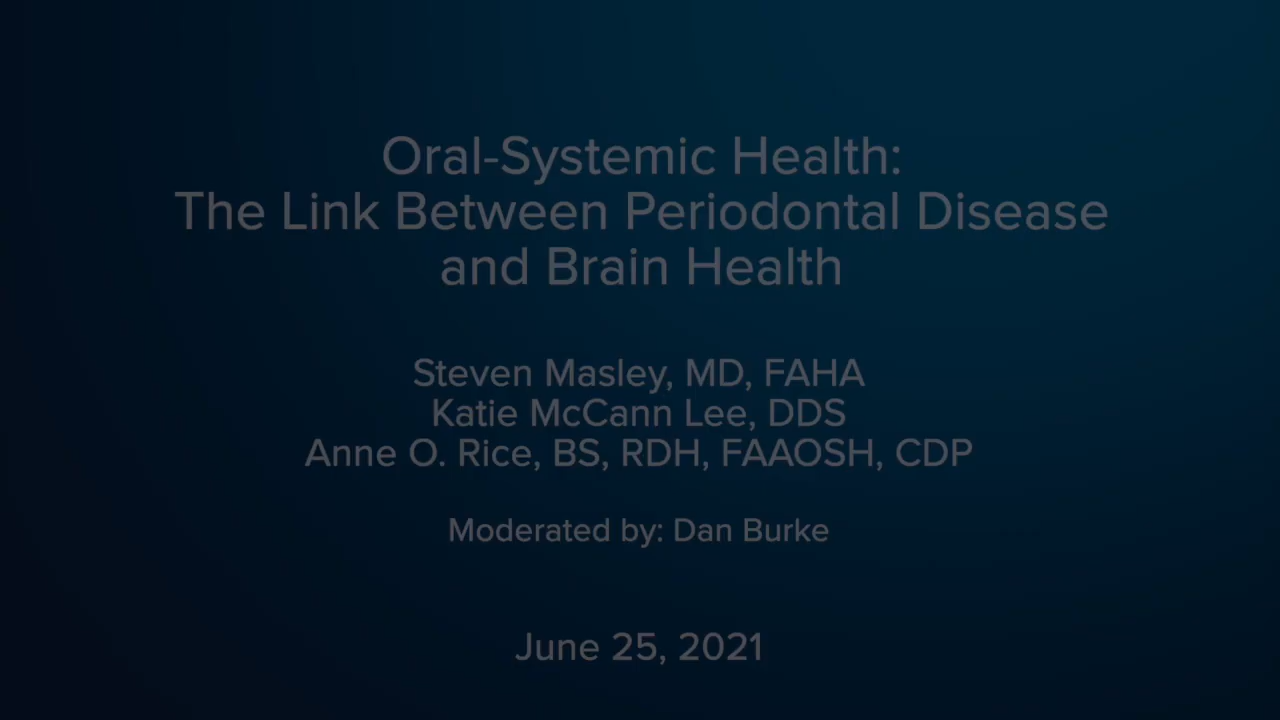 Oral-Systemic Health:
The Link Between Periodontal Disease
and Brain Health
Steven Masley, MD, FAHA
Katie McCann Lee, DDS
Anne O. Rice, BS, RDH, FAAOSH, CDP
Moderated by: Dan Burke
June 25, 2021